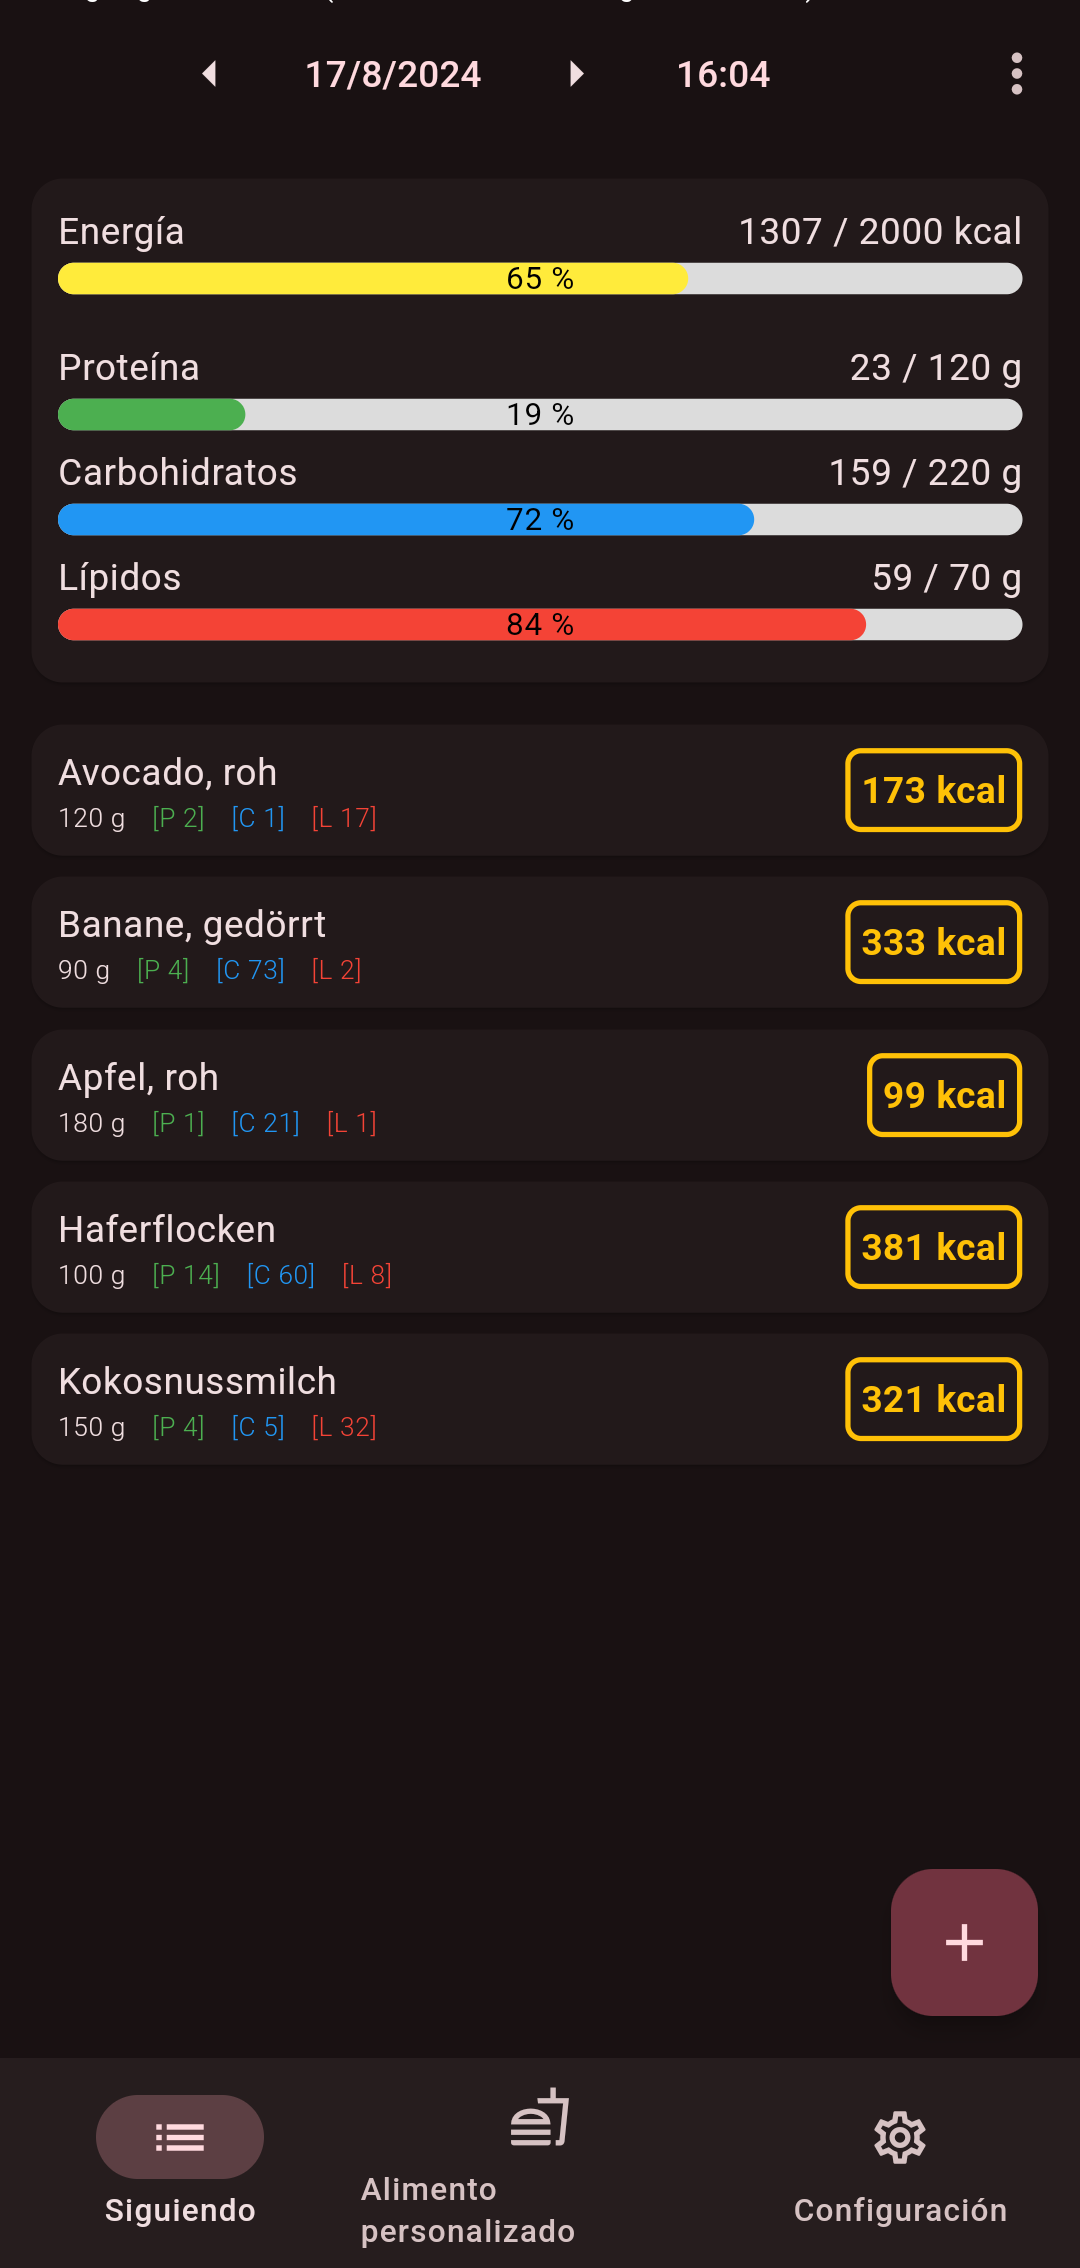 17/8/2024 16:04
Energía 1307 / 2000 kcal
65 %
Proteína 23 / 120 g
19 %
Carbohidratos 159 / 220 g
72 %
Lípidos 59 / 70 g
84 %
Avocado, roh
173 kcal
120 g [P 2] [C 1] [L 17]
Banane, gedörrt
333 kcal
90 g [P 4] [C 73] [L 2]
Apfel, roh
99 kcal
180 g [P 1] [C 21] [L 1]
Haferflocken
381 kcal
100 g [P 14] [C 60] [L 8]
Kokosnussmilch
321 kcal
150 g [P 4] [C 5] [L 32]
Siguiendo
Alimento
personalizado
Configuración